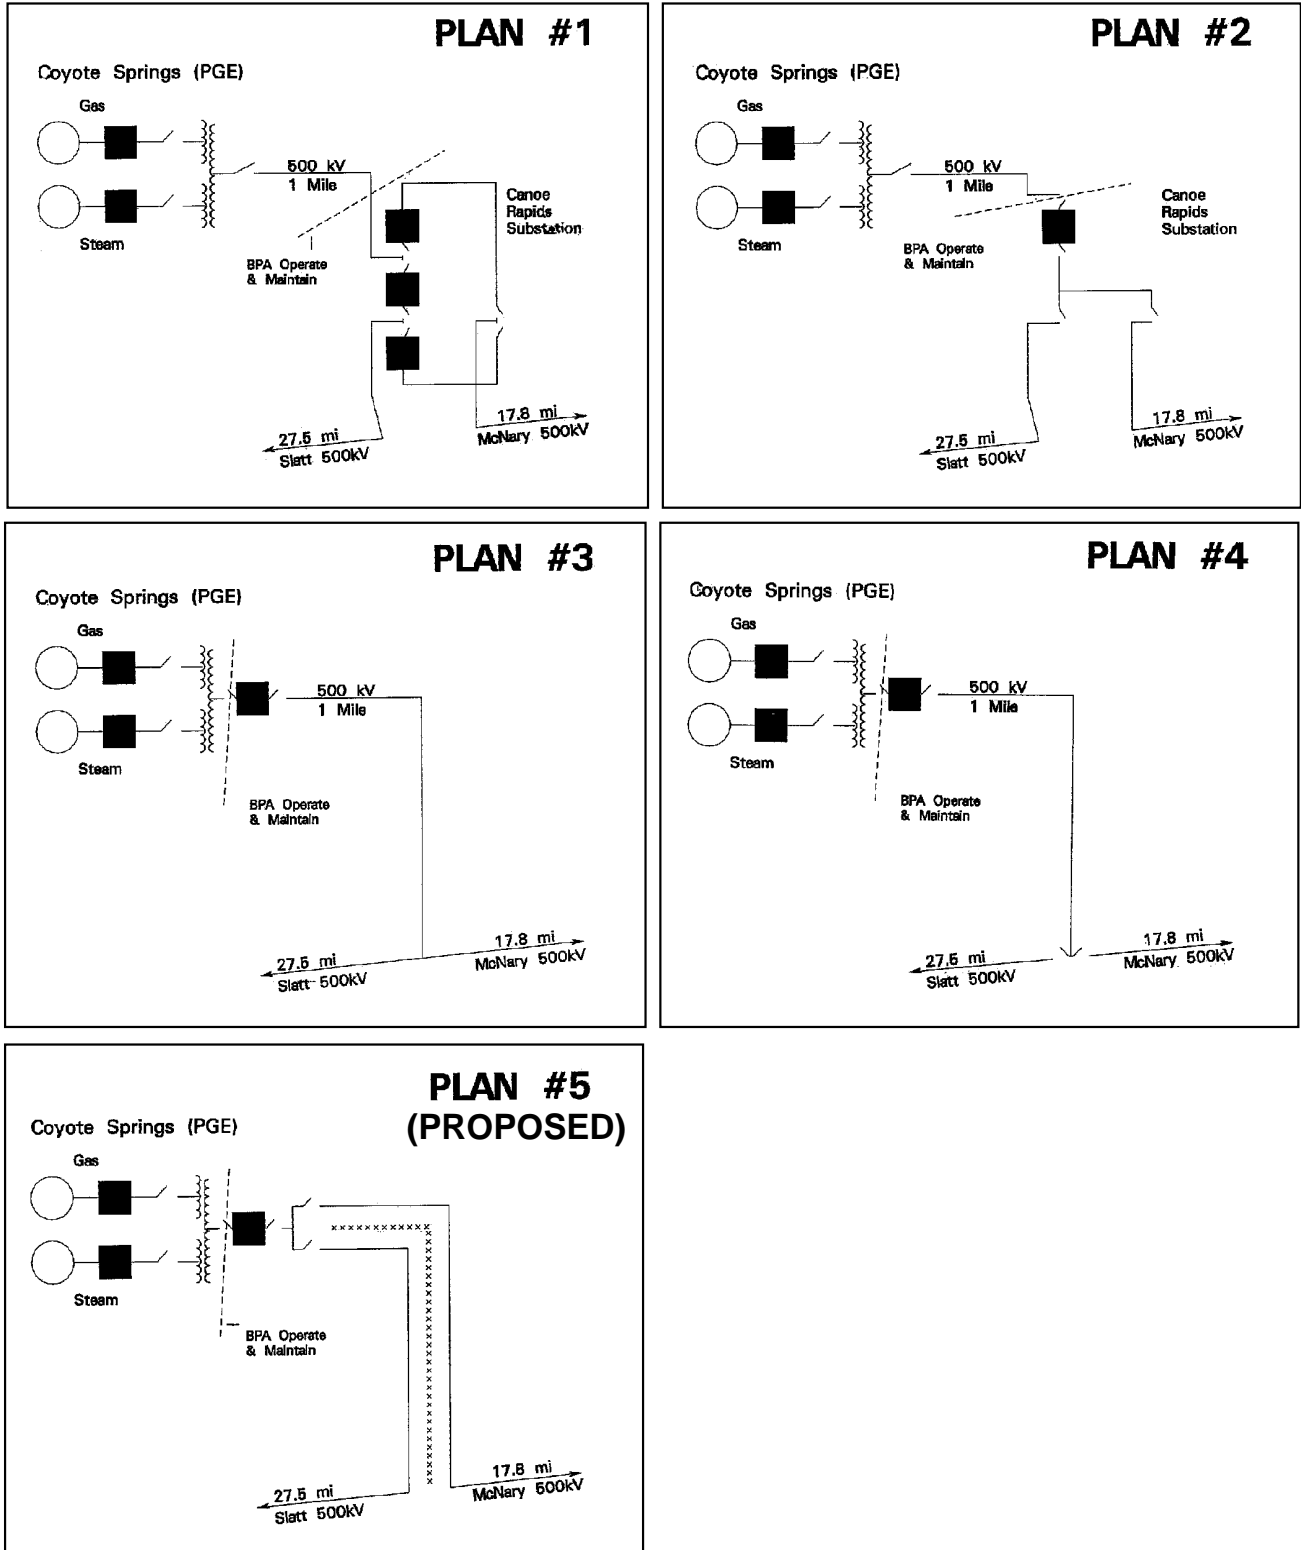 PLAN #1
Coyote Springs (PGE)
Gas
500 kV
1 Mile
Canoe
Rapids
Substation
Steam
BPA Operate
& Maintain
17.8 mi
McNary 500kV
27.5 mi
Slatt 500kV
PLAN #2
Coyote Springs (PGE)
Gas
500 kV
1 Mile
Canoe
Rapids
Substation
Steam
BPA Operate
& Maintain
17.8 mi
McNary 500kV
27.5 mi
Slatt 500kV
PLAN #3
Coyote Springs (PGE)
Gas
500 kV
1 Mile
Steam
BPA Operate
& Maintain
17.8 mi
McNary 500kV
27.5 mi
Slatt 500kV
PLAN #4
Coyote Springs (PGE)
Gas
500 kV
1 Mile
Steam
BPA Operate
& Maintain
17.8 mi
McNary 500kV
27.5 mi
Slatt 500kV
PLAN #5
(PROPOSED)
Coyote Springs (PGE)
Gas
Steam
BPA Operate
& Maintain
17.8 mi
McNary 500kV
27.5 mi
Slatt 500kV